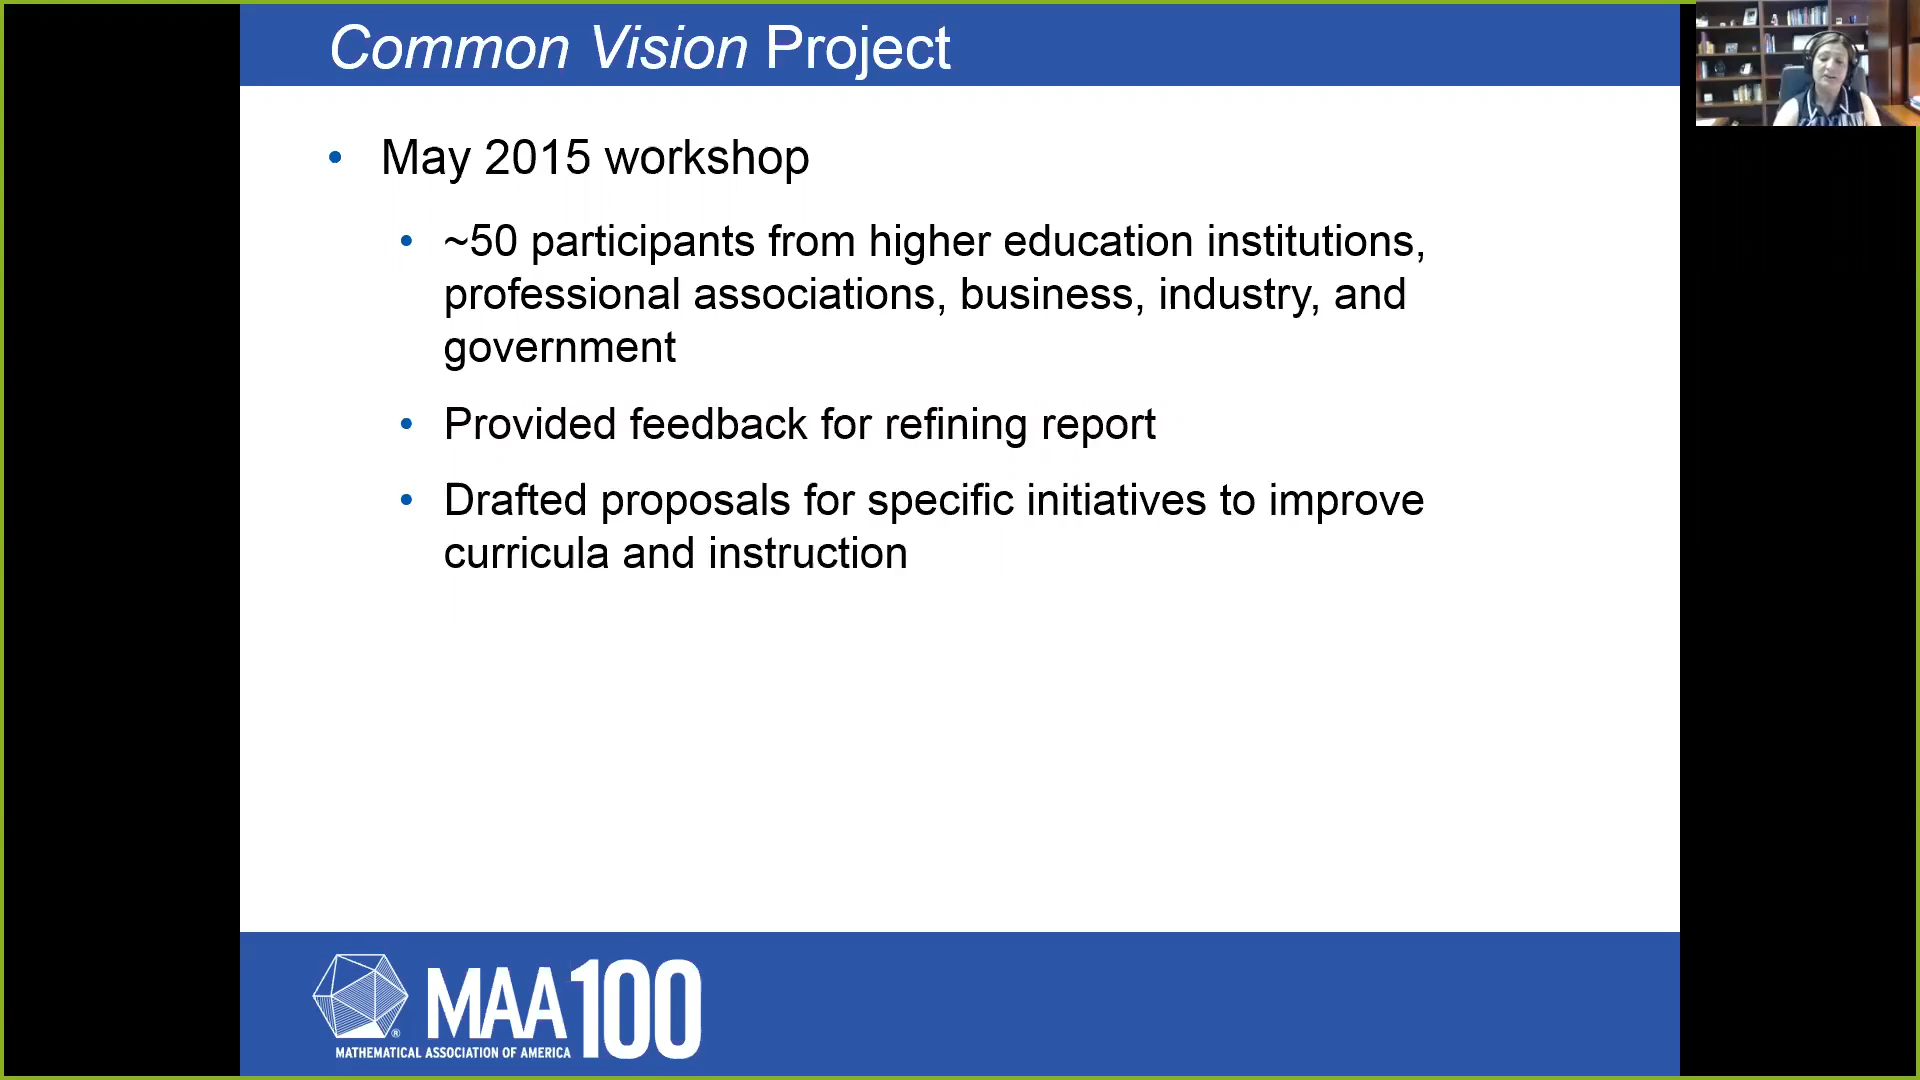 Common Vision Project
• May 2015 workshop
• ~50 participants from higher education institutions,
professional associations, business, industry, and
government
• Provided feedback for refining report
• Drafted proposals for specific initiatives to improve
curricula and instruction
MAA100
®
MATHEMATICAL ASSOCIATION OF AMERICA